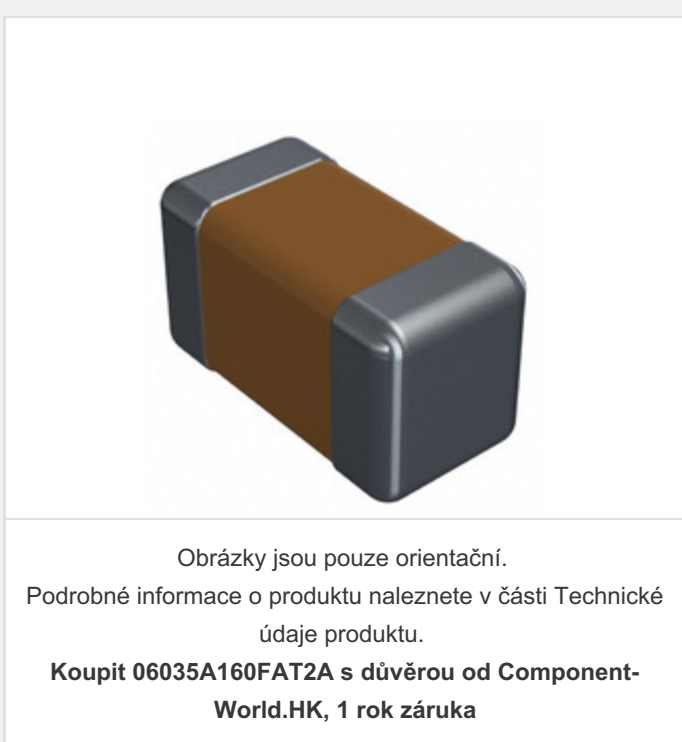 Obrázky jsou pouze orientační.
Podrobné informace o produktu naleznete v části Technické
údaje produktu.
Koupit 06035A160FAT2A s důvěrou od Component-
World.HK, 1 rok záruka